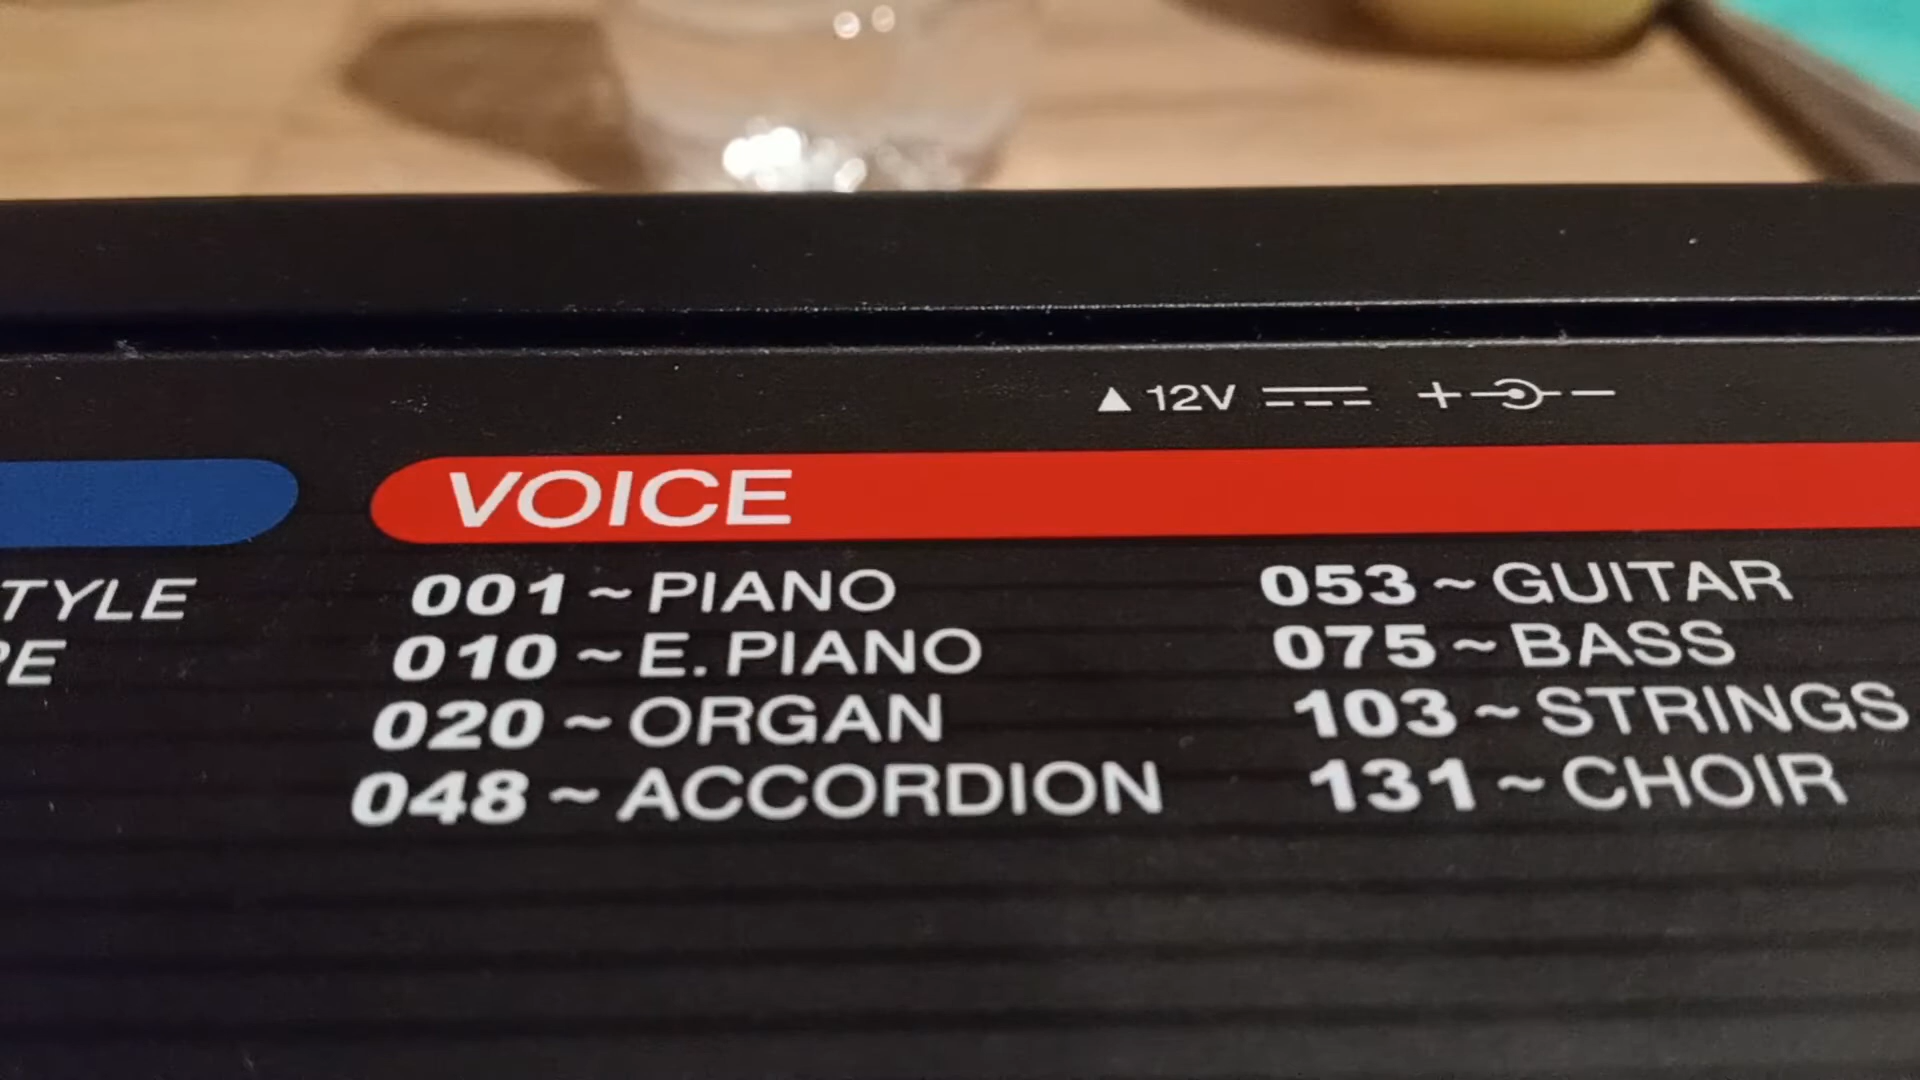 ▲ 12V + −
VOICE
TYLE
001 ~ PIANO
010 ~ E. PIANO
020 ~ ORGAN
048 ~ ACCORDION
053 ~ GUITAR
075 ~ BASS
103 ~ STRINGS
131 ~ CHOIR